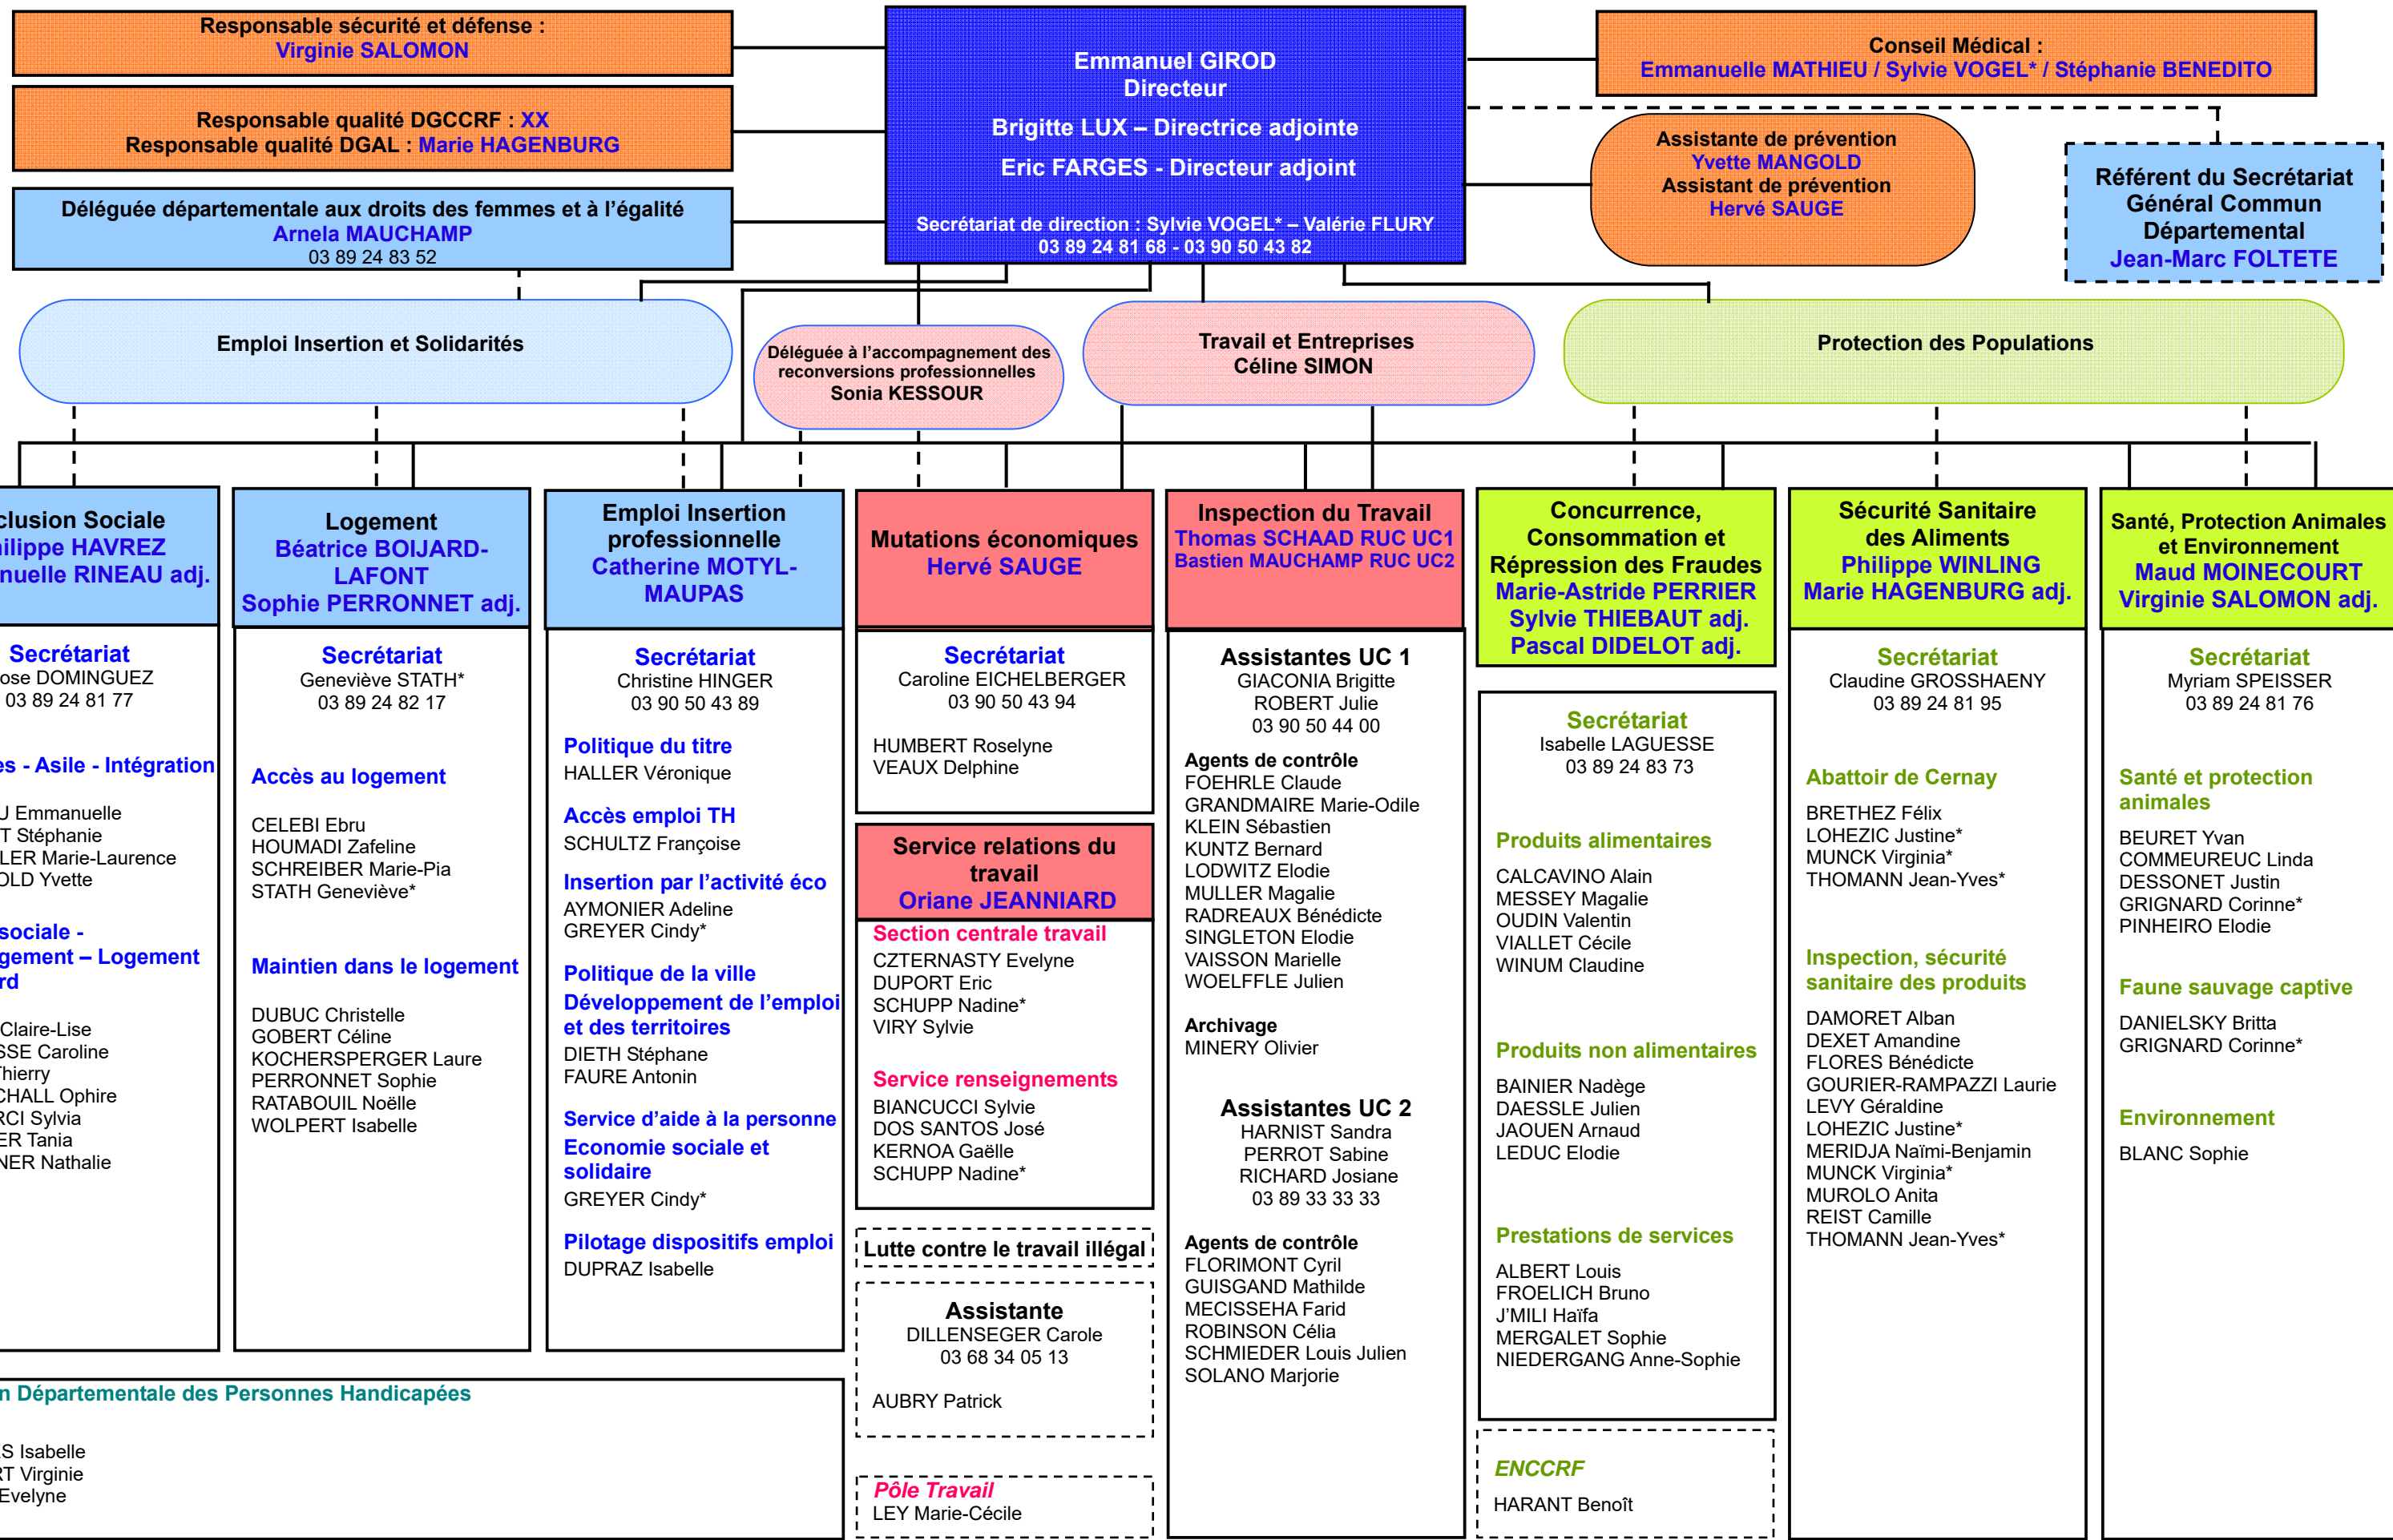 Responsable sécurité et défense :
Virginie SALOMON
Responsable qualité DGCCRF : XX
Responsable qualité DGAL : Marie HAGENBURG
Déléguée départementale aux droits des femmes et à l'égalité
Arnela MAUCHAMP
03 89 24 83 52
Emmanuel GIROD
Directeur
Brigitte LUX – Directrice adjointe
Eric FARGES - Directeur adjoint
Secrétariat de direction : Sylvie VOGEL* – Valérie FLURY
03 89 24 81 68 - 03 90 50 43 82
Conseil Médical :
Emmanuelle MATHIEU / Sylvie VOGEL* / Stéphanie BENEDITO
Assistante de prévention
Yvette MANGOLD
Assistant de prévention
Hervé SAUGE
Référent du Secrétariat
Général Commun
Départemental
Jean-Marc FOLTETE
Emploi Insertion et Solidarités
Déléguée à l'accompagnement des
reconversions professionnelles
Sonia KESSOUR
Travail et Entreprises
Céline SIMON
Protection des Populations
clusion Sociale
ilippe HAVREZ
nuelle RINEAU adj.
Secrétariat
ose DOMINGUEZ
03 89 24 81 77
es - Asile - Intégration
U Emmanuelle
T Stéphanie
LER Marie-Laurence
OLD Yvette
sociale -
gement – Logement
rd
Claire-Lise
SSE Caroline
Thierry
CHALL Ophire
RCI Sylvia
ER Tania
NER Nathalie
Logement
Béatrice BOIJARD-
LAFONT
Sophie PERRONNET adj.
Secrétariat
Geneviève STATH*
03 89 24 82 17
Accès au logement
CELEBI Ebru
HOUMADI Zafeline
SCHREIBER Marie-Pia
STATH Geneviève*
Maintien dans le logement
DUBUC Christelle
GOBERT Céline
KOCHERSPERGER Laure
PERRONNET Sophie
RATABOUIL Noëlle
WOLPERT Isabelle
Emploi Insertion
professionnelle
Catherine MOTYL-
MAUPAS
Secrétariat
Christine HINGER
03 90 50 43 89
Politique du titre
HALLER Véronique
Accès emploi TH
SCHULTZ Françoise
Insertion par l'activité éco
AYMONIER Adeline
GREYER Cindy*
Politique de la ville
Développement de l'emploi
et des territoires
DIETH Stéphane
FAURE Antonin
Service d'aide à la personne
Economie sociale et
solidaire
GREYER Cindy*
Pilotage dispositifs emploi
DUPRAZ Isabelle
n Départementale des Personnes Handicapées
S Isabelle
RT Virginie
Evelyne
Mutations économiques
Hervé SAUGE
Secrétariat
Caroline EICHELBERGER
03 90 50 43 94
HUMBERT Roselyne
VEAUX Delphine
Service relations du
travail
Oriane JEANNIARD
Section centrale travail
CZTERNASTY Evelyne
DUPORT Eric
SCHUPP Nadine*
VIRY Sylvie
Service renseignements
BIANCUCCI Sylvie
DOS SANTOS José
KERNOA Gaëlle
SCHUPP Nadine*
Lutte contre le travail illégal
Assistante
DILLENSEGER Carole
03 68 34 05 13
AUBRY Patrick
Pôle Travail
LEY Marie-Cécile
Inspection du Travail
Thomas SCHAAD RUC UC1
Bastien MAUCHAMP RUC UC2
Assistantes UC 1
GIACONIA Brigitte
ROBERT Julie
03 90 50 44 00
Agents de contrôle
FOEHRLE Claude
GRANDMAIRE Marie-Odile
KLEIN Sébastien
KUNTZ Bernard
LODWITZ Elodie
MULLER Magalie
RADREAUX Bénédicte
SINGLETON Elodie
VAISSON Marielle
WOELFFLE Julien
Archivage
MINERY Olivier
Assistantes UC 2
HARNIST Sandra
PERROT Sabine
RICHARD Josiane
03 89 33 33 33
Agents de contrôle
FLORIMONT Cyril
GUISGAND Mathilde
MECISSEHA Farid
ROBINSON Célia
SCHMIEDER Louis Julien
SOLANO Marjorie
Concurrence,
Consommation et
Répression des Fraudes
Marie-Astride PERRIER
Sylvie THIEBAUT adj.
Pascal DIDELOT adj.
Secrétariat
Isabelle LAGUESSE
03 89 24 83 73
Produits alimentaires
CALCAVINO Alain
MESSEY Magalie
OUDIN Valentin
VIALLET Cécile
WINUM Claudine
Produits non alimentaires
BAINIER Nadège
DAESSLE Julien
JAOUEN Arnaud
LEDUC Elodie
Prestations de services
ALBERT Louis
FROELICH Bruno
J'MILI Haïfa
MERGALET Sophie
NIEDERGANG Anne-Sophie
ENCCRF
HARANT Benoît
Sécurité Sanitaire
des Aliments
Philippe WINLING
Marie HAGENBURG adj.
Secrétariat
Claudine GROSSHAENY
03 89 24 81 95
Abattoir de Cernay
BRETHEZ Félix
LOHEZIC Justine*
MUNCK Virginia*
THOMANN Jean-Yves*
Inspection, sécurité
sanitaire des produits
DAMORET Alban
DEXET Amandine
FLORES Bénédicte
GOURIER-RAMPAZZI Laurie
LEVY Géraldine
LOHEZIC Justine*
MERIDJA Naïmi-Benjamin
MUNCK Virginia*
MUROLO Anita
REIST Camille
THOMANN Jean-Yves*
Santé, Protection Animales
et Environnement
Maud MOINECOURT
Virginie SALOMON adj.
Secrétariat
Myriam SPEISSER
03 89 24 81 76
Santé et protection
animales
BEURET Yvan
COMMEUREUC Linda
DESSONET Justin
GRIGNARD Corinne*
PINHEIRO Elodie
Faune sauvage captive
DANIELSKY Britta
GRIGNARD Corinne*
Environnement
BLANC Sophie